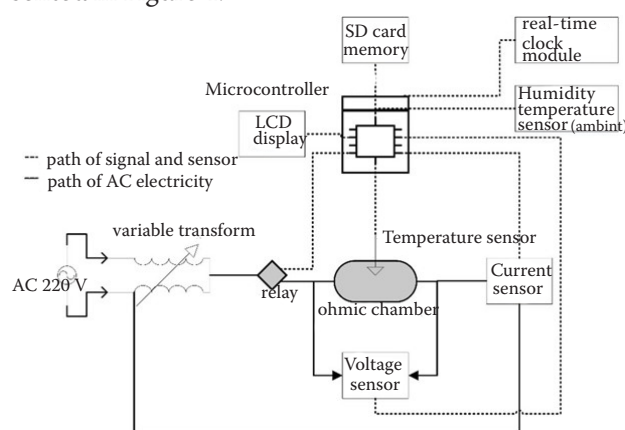 SD card
memory
real-time
clock
module
Microcontroller
Humidity
temperature
sensor (ambint)
LCD
display
--- path of signal and sensor
— path of AC electricity
variable transform
Temperature sensor
AC 220 V
relay
ohmic chamber
Current
sensor
Voltage
sensor